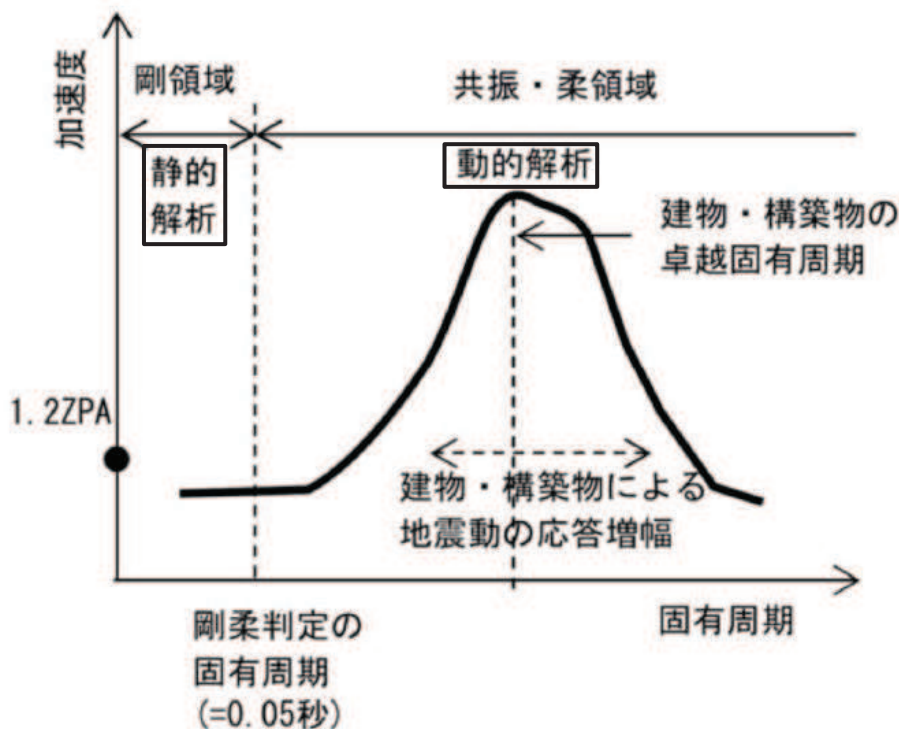 加速度
剛領域
共振・柔領域
静的
解析
動的解析
建物・構築物の
卓越固有周期
1.2ZPA
建物・構築物による
地震動の応答増幅
剛柔判定の
固有周期
(=0.05秒)
固有周期